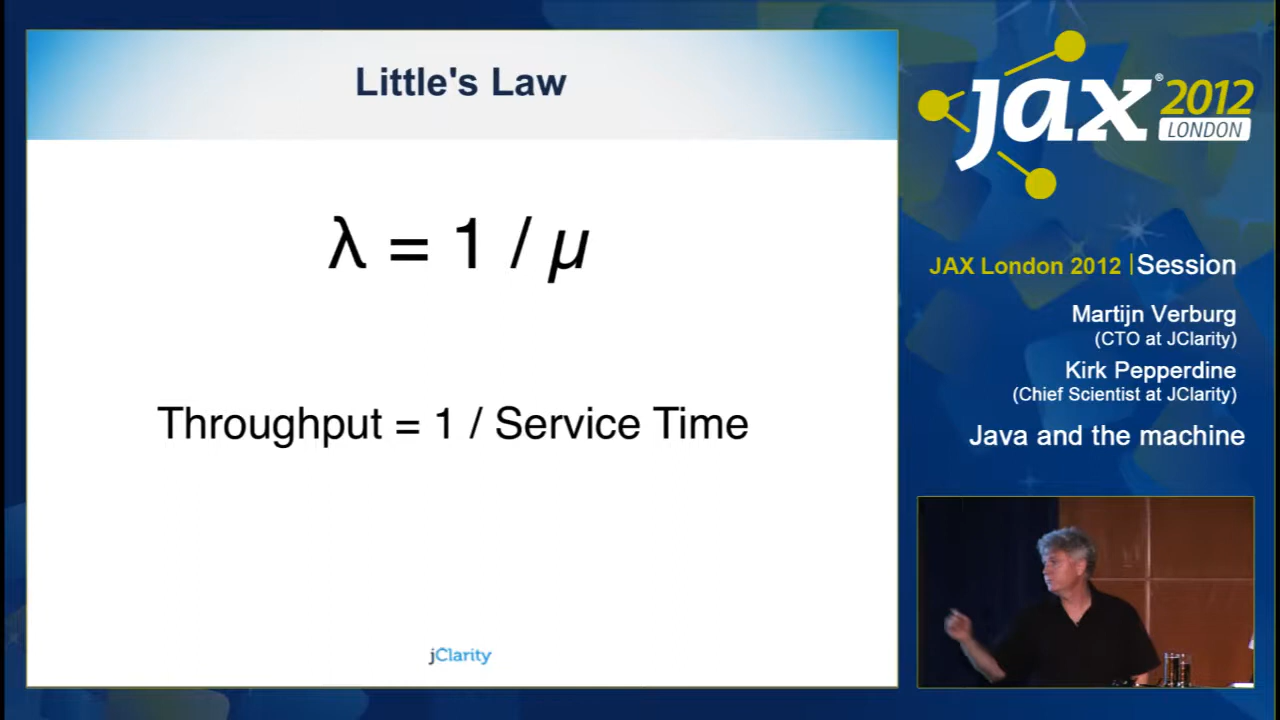 Little's Law
λ = 1 / μ
Throughput = 1 / Service Time
jClarity
jax® 2012
LONDON
JAX London 2012 | Session
Martijn Verburg
(CTO at JClarity)
Kirk Pepperdine
(Chief Scientist at JClarity)
Java and the machine